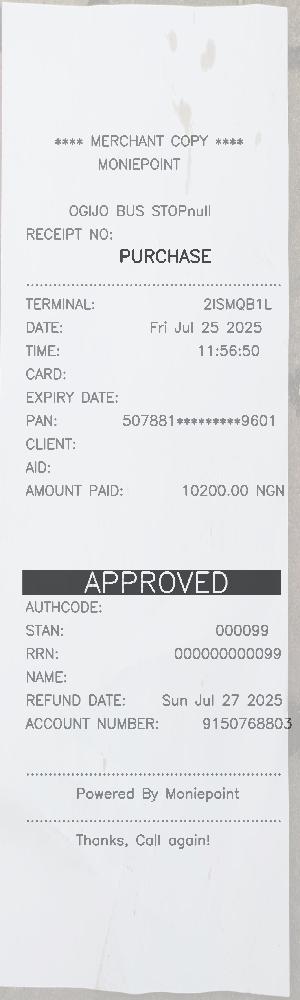 **** MERCHANT COPY ****
MONIEPOINT
OGIJO BUS STOPnull
RECEIPT NO:
PURCHASE
TERMINAL: 2ISMQB1L
DATE: Fri Jul 25 2025
TIME: 11:56:50
CARD:
EXPIRY DATE:
PAN: 507881*********9601
CLIENT:
AID:
AMOUNT PAID: 10200.00 NGN
APPROVED
AUTHCODE:
STAN: 000099
RRN: 000000000099
NAME:
REFUND DATE: Sun Jul 27 2025
ACCOUNT NUMBER: 9150768803
Powered By Moniepoint
Thanks, Call again!